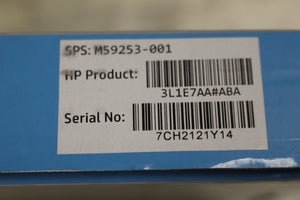 SPS: M59253-001
HP Product:
3L1E7AA#ABA
Serial No:
7CH2121Y14